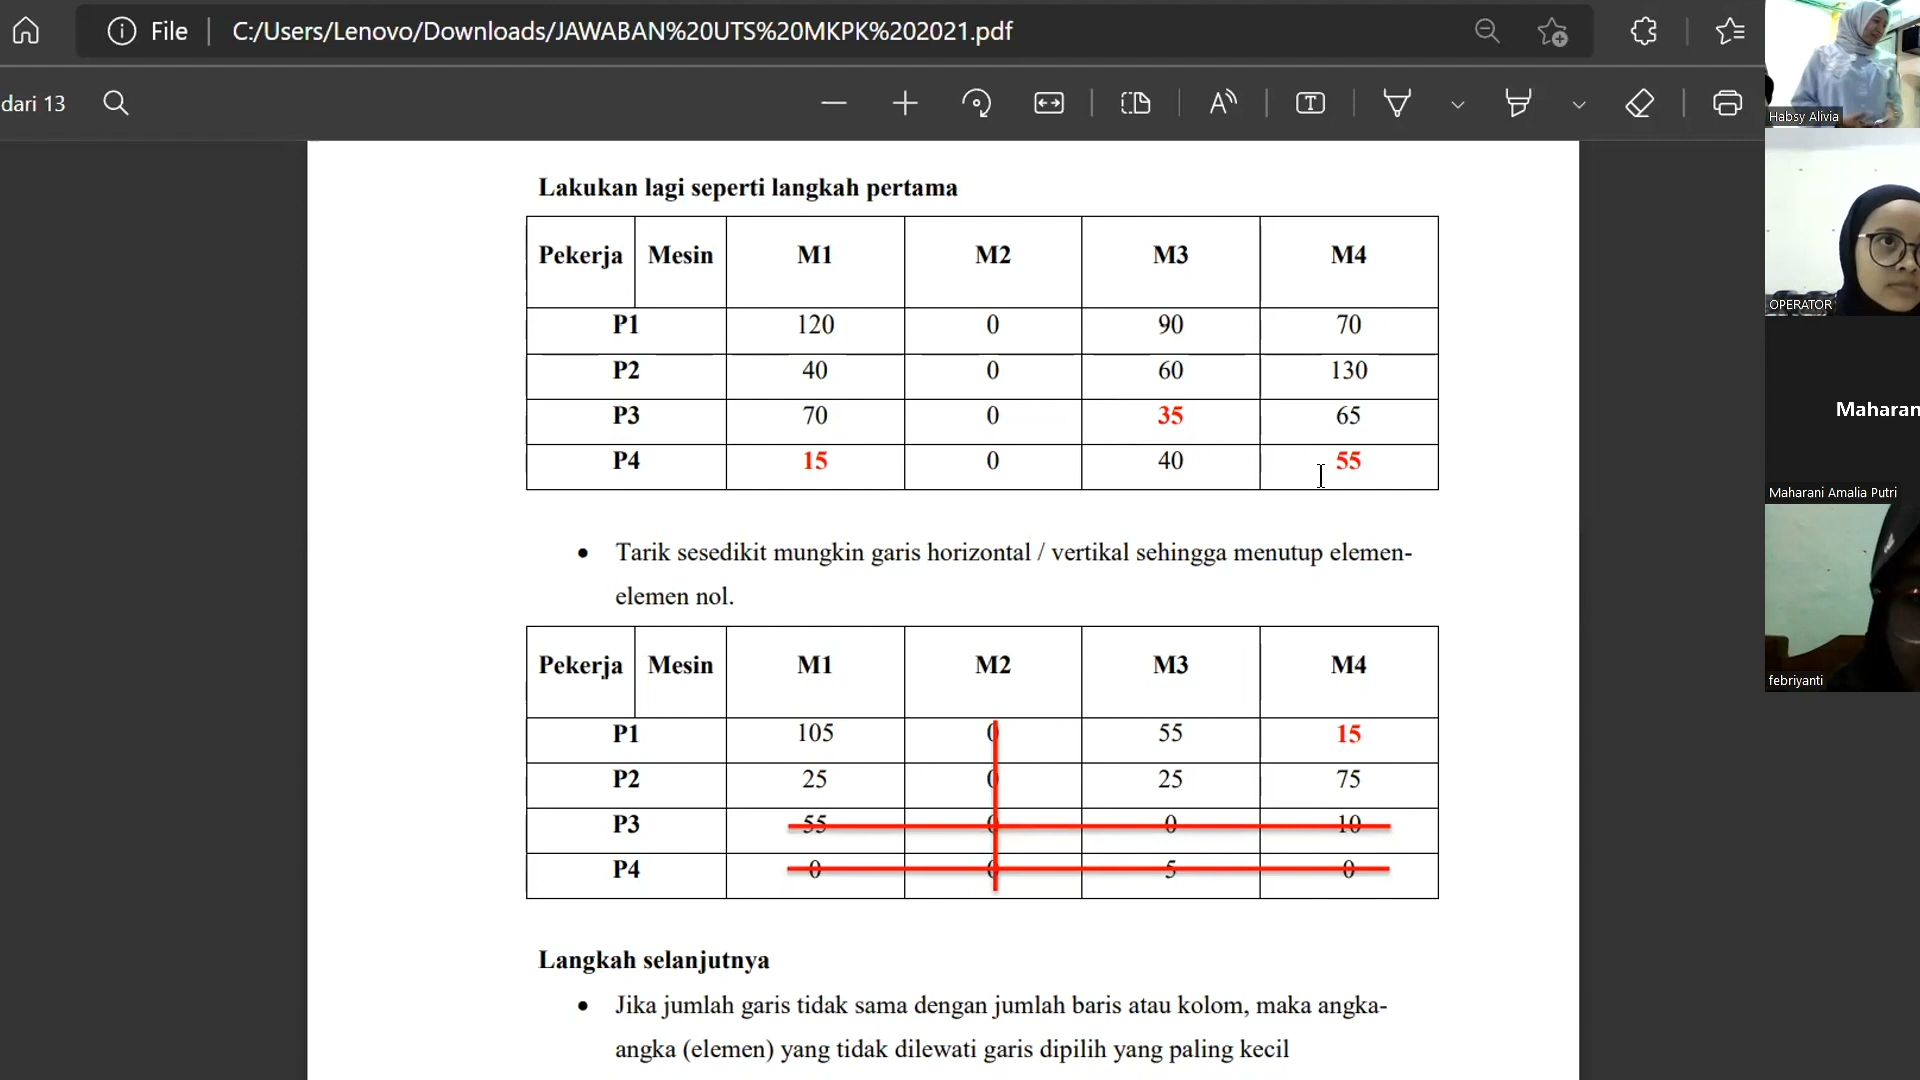 File
C:/Users/Lenovo/Downloads/JAWABAN%20UTS%20MKPK%202021.pdf
dari 13
Habsy Alivia
OPERATOR
Maharan
Maharani Amalia Putri
febriyanti
Lakukan lagi seperti langkah pertama
Pekerja Mesin M1 M2 M3 M4
P1 120 0 90 70
P2 40 0 60 130
P3 70 0 35 65
P4 15 0 40 55
• Tarik sesedikit mungkin garis horizontal / vertikal sehingga menutup elemen-
elemen nol.
Pekerja Mesin M1 M2 M3 M4
P1 105 0 55 15
P2 25 0 25 75
P3 55 0 0 10
P4 0 0 5 0
Langkah selanjutnya
• Jika jumlah garis tidak sama dengan jumlah baris atau kolom, maka angka-
angka (elemen) yang tidak dilewati garis dipilih yang paling kecil